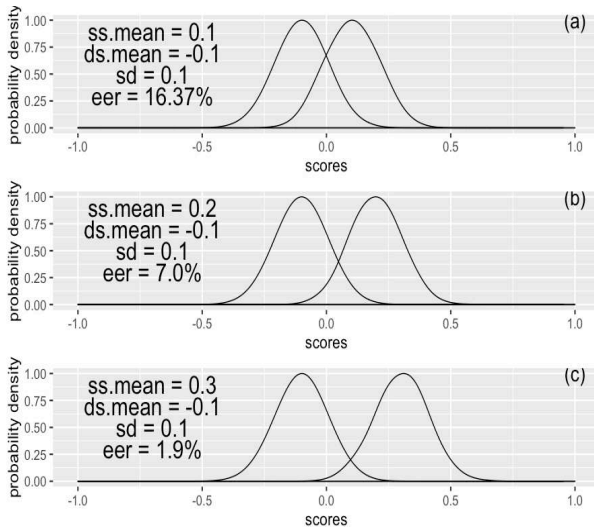 (a)
ss.mean = 0.1
ds.mean = -0.1
sd = 0.1
eer = 16.37%
probability density
1.00
0.75
0.50
0.25
0.00
-1.0 -0.5 0.0 0.5 1.0
scores
(b)
ss.mean = 0.2
ds.mean = -0.1
sd = 0.1
eer = 7.0%
probability density
1.00
0.75
0.50
0.25
0.00
-1.0 -0.5 0.0 0.5 1.0
scores
(c)
ss.mean = 0.3
ds.mean = -0.1
sd = 0.1
eer = 1.9%
probability density
1.00
0.75
0.50
0.25
0.00
-1.0 -0.5 0.0 0.5 1.0
scores